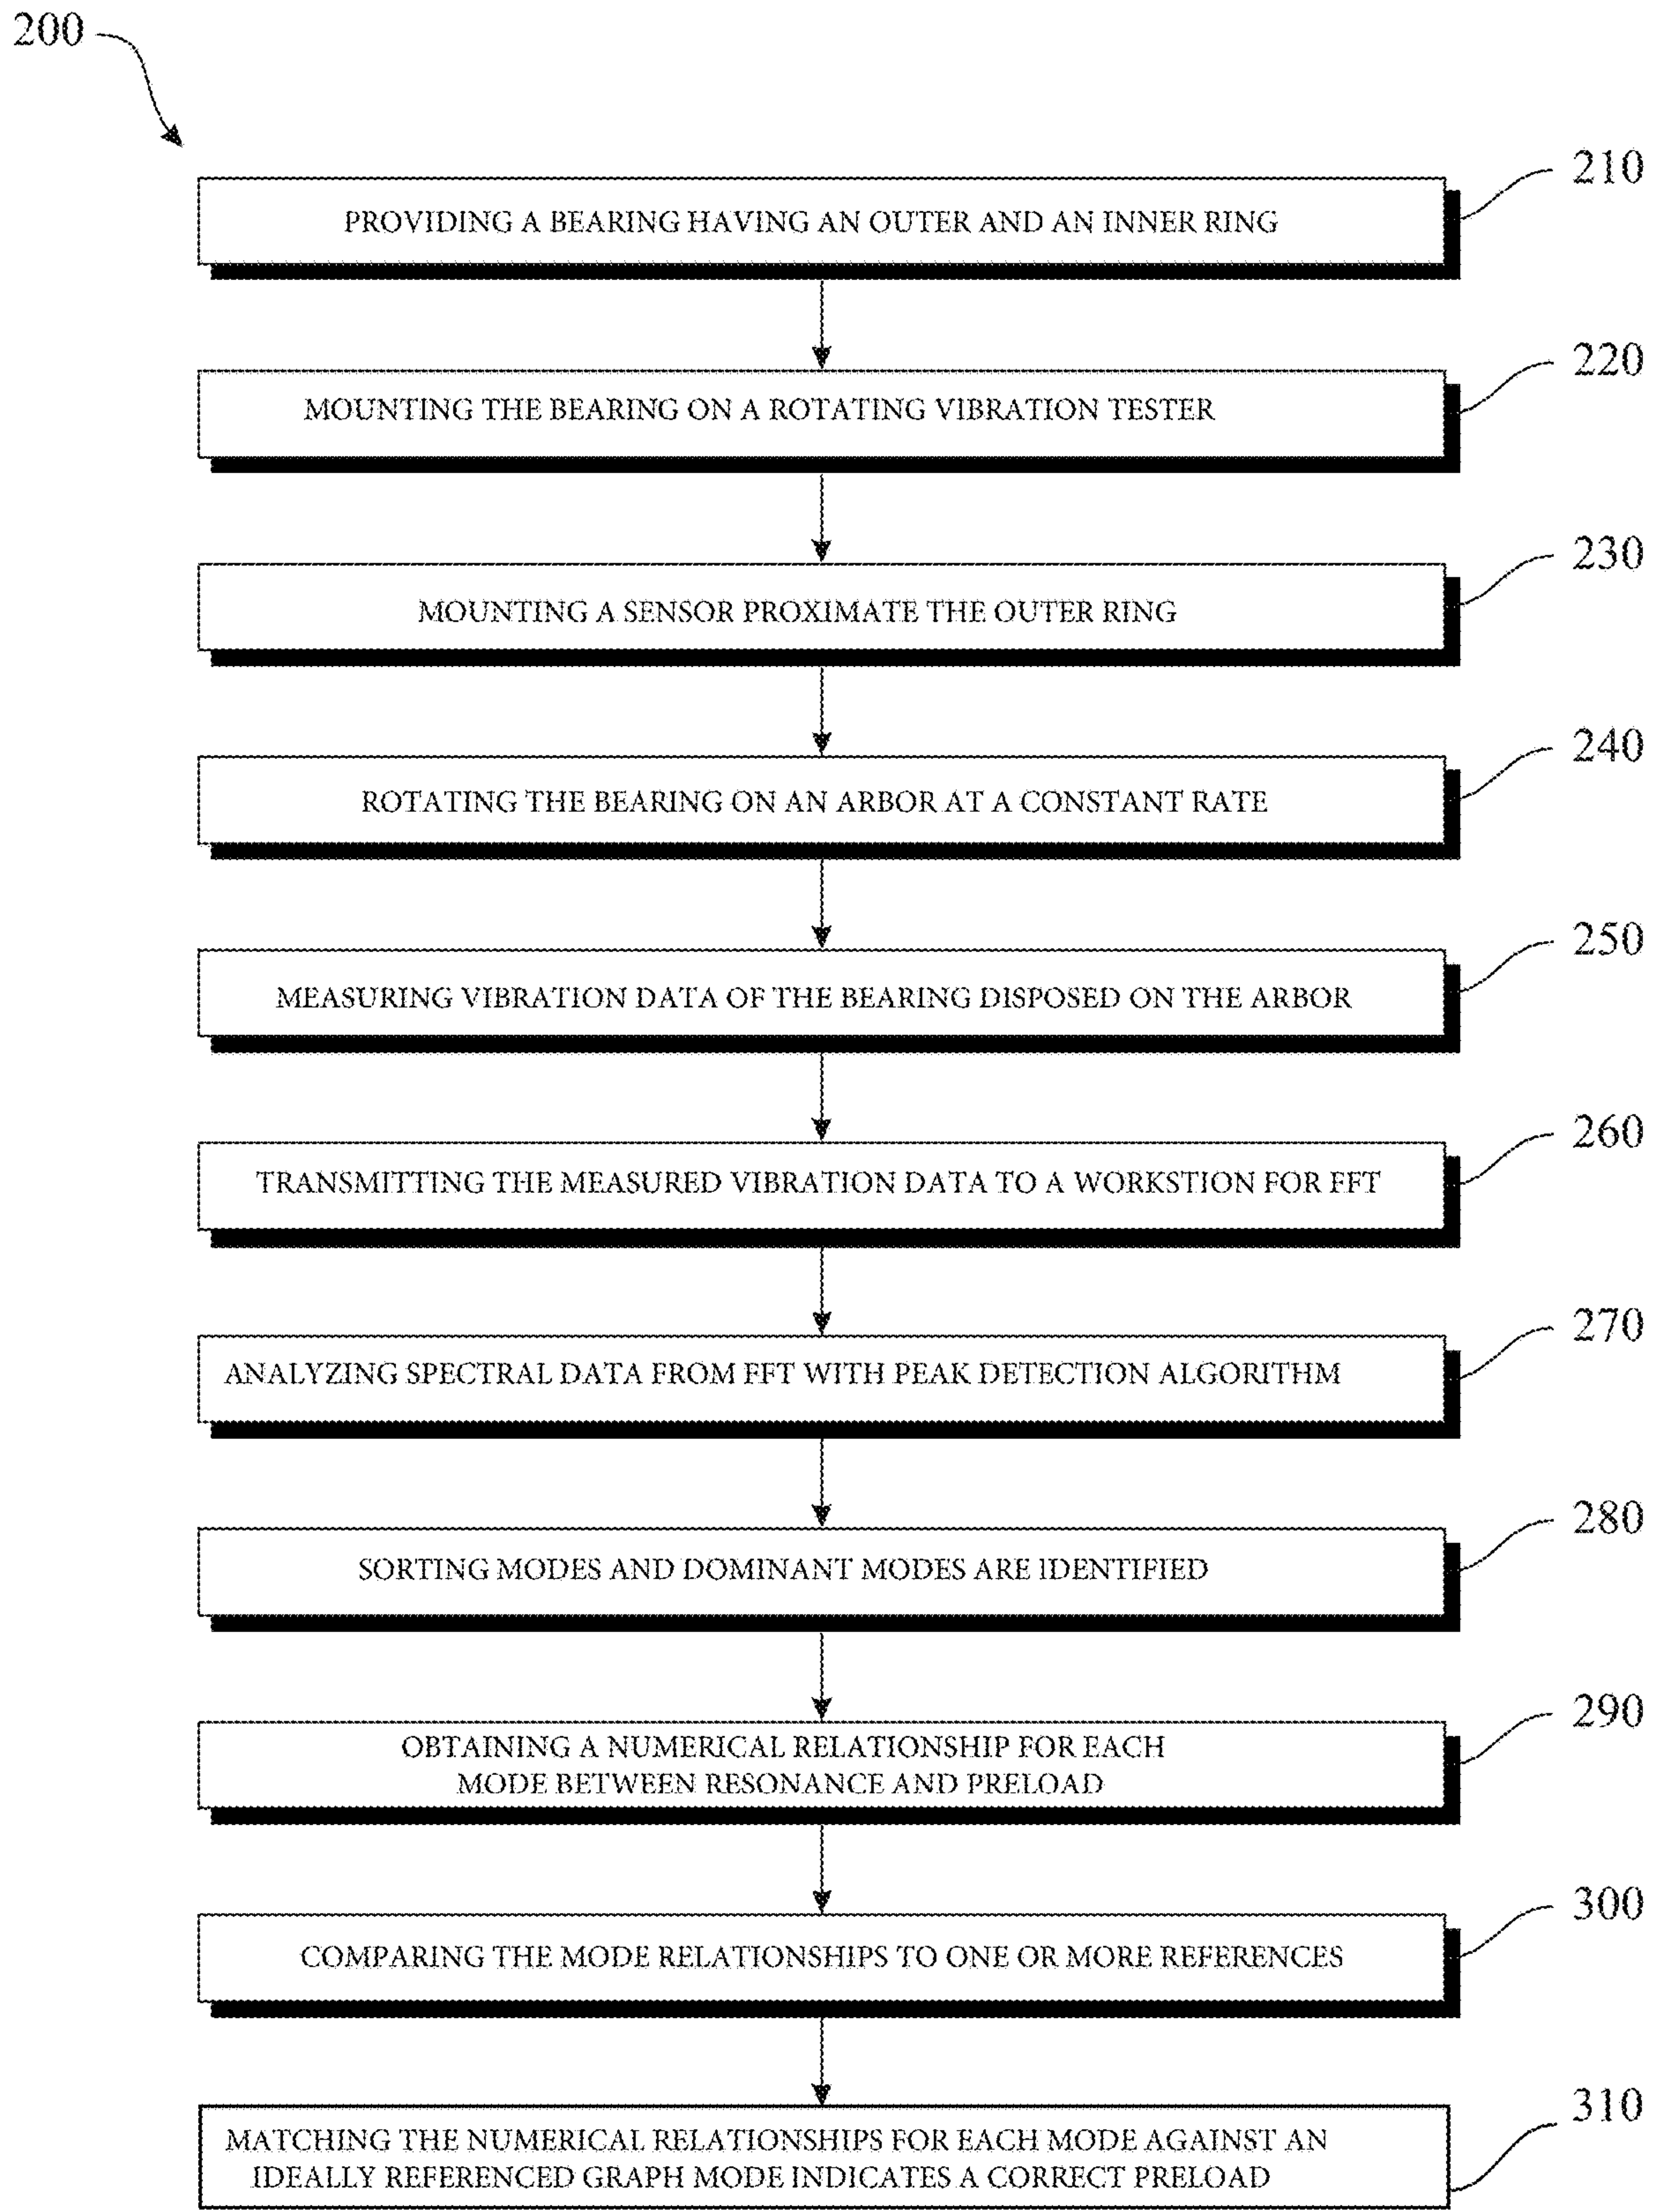 200
210
PROVIDING A BEARING HAVING AN OUTER AND AN INNER RING
220
MOUNTING THE BEARING ON A ROTATING VIBRATION TESTER
230
MOUNTING A SENSOR PROXIMATE THE OUTER RING
240
ROTATING THE BEARING ON AN ARBOR AT A CONSTANT RATE
250
MEASURING VIBRATION DATA OF THE BEARING DISPOSED ON THE ARBOR
260
TRANSMITTING THE MEASURED VIBRATION DATA TO A WORKSTION FOR FFT
270
ANALYZING SPECTRAL DATA FROM FFT WITH PEAK DETECTION ALGORITHM
280
SORTING MODES AND DOMINANT MODES ARE IDENTIFIED
290
OBTAINING A NUMERICAL RELATIONSHIP FOR EACH
MODE BETWEEN RESONANCE AND PRELOAD
300
COMPARING THE MODE RELATIONSHIPS TO ONE OR MORE REFERENCES
310
MATCHING THE NUMERICAL RELATIONSHIPS FOR EACH MODE AGAINST AN
IDEALLY REFERENCED GRAPH MODE INDICATES A CORRECT PRELOAD